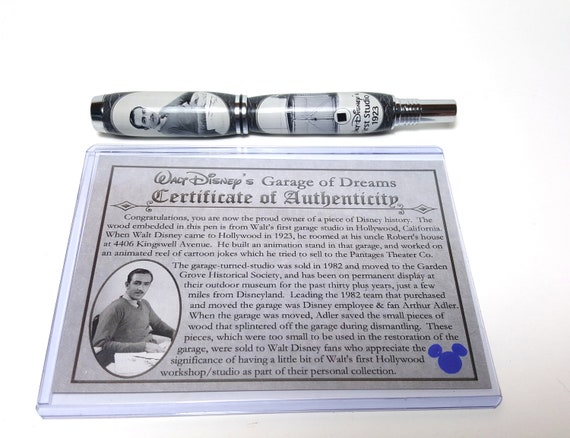 Walt Disney's
First Studio
1923
Walt Disney's Garage of Dreams
Certificate of Authenticity
Congratulations, you are now the proud owner of a piece of Disney history. The
wood embedded in this pen is from Walt's first garage studio in Hollywood, California.
When Walt Disney came to Hollywood in 1923, he roomed at his uncle Robert's house
at 4406 Kingswell Avenue. He built an animation stand in that garage, and worked on
an animated reel of cartoon jokes which he tried to sell to the Pantages Theater Co.
The garage-turned-studio was sold in 1982 and moved to the Garden
Grove Historical Society, and has been on permanent display at
their outdoor museum for the past thirty plus years, just a few
miles from Disneyland. Leading the 1982 team that purchased
and moved the garage was Disney employee & fan Arthur Adler.
When the garage was moved, Adler saved the small pieces of
wood that splintered off the garage during dismantling. These
pieces, which were too small to be used in the restoration of the
garage, were sold to Walt Disney fans who appreciate the
significance of having a little bit of Walt's first Hollywood
workshop/studio as part of their personal collection.